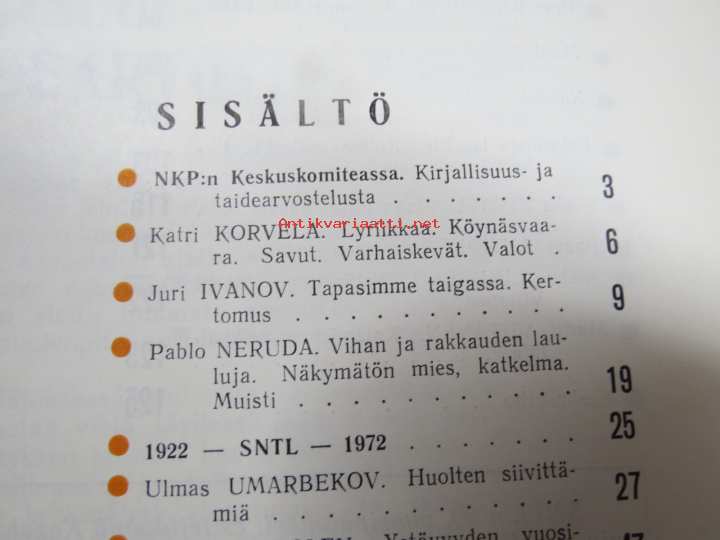 SISÄLTÖ
NKP:n Keskuskomiteassa. Kirjallisuus- ja
taidearvostelusta . . . . . . . 3
Antikvariaatti.net
Katri KORVELA. Lyriikkaa. Köynäsvaa-
ra. Savut. Varhaiskevät. Valot . 6
Juri IVANOV. Tapasimme taigassa. Ker-
tomus . . . . . . . . . . . 9
Pablo NERUDA. Vihan ja rakkauden lau-
luja. Näkymätön mies, katkelma.
Muisti . . . . . . . . . . . 19
1922 — SNTL — 1972 . . . . . . . 25
Ulmas UMARBEKOV. Huolten siivittä-
miä . . . . . . . . . . . . 27
Ystävyyden vuosi-